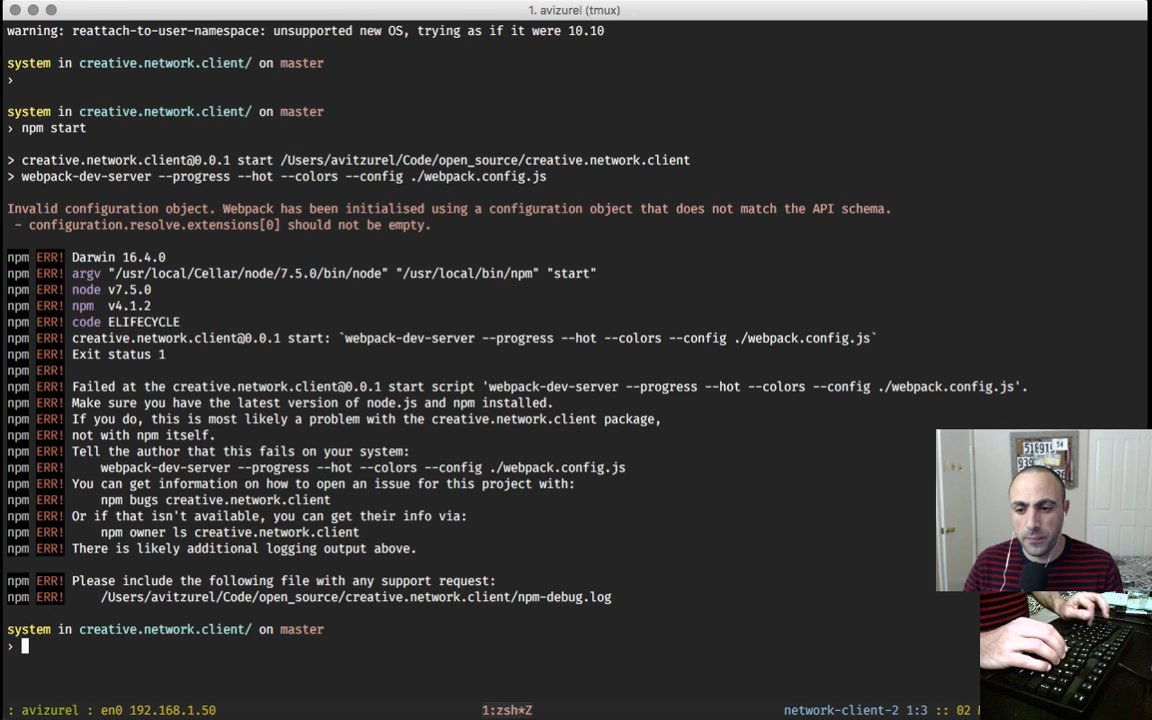 1. avizurel (tmux)
warning: reattach-to-user-namespace: unsupported new OS, trying as if it were 10.10
system in creative.network.client/ on master
›
system in creative.network.client/ on master
› npm start
> creative.network.client@0.0.1 start /Users/avitzurel/Code/open_source/creative.network.client
> webpack-dev-server --progress --hot --colors --config ./webpack.config.js
Invalid configuration object. Webpack has been initialised using a configuration object that does not match the API schema.
- configuration.resolve.extensions[0] should not be empty.
npm ERR! Darwin 16.4.0
npm ERR! argv "/usr/local/Cellar/node/7.5.0/bin/node" "/usr/local/bin/npm" "start"
npm ERR! node v7.5.0
npm ERR! npm  v4.1.2
npm ERR! code ELIFECYCLE
npm ERR! creative.network.client@0.0.1 start: `webpack-dev-server --progress --hot --colors --config ./webpack.config.js`
npm ERR! Exit status 1
npm ERR!
npm ERR! Failed at the creative.network.client@0.0.1 start script 'webpack-dev-server --progress --hot --colors --config ./webpack.config.js'.
npm ERR! Make sure you have the latest version of node.js and npm installed.
npm ERR! If you do, this is most likely a problem with the creative.network.client package,
npm ERR! not with npm itself.
npm ERR! Tell the author that this fails on your system:
npm ERR!     webpack-dev-server --progress --hot --colors --config ./webpack.config.js
npm ERR! You can get information on how to open an issue for this project with:
npm ERR!     npm bugs creative.network.client
npm ERR! Or if that isn't available, you can get their info via:
npm ERR!     npm owner ls creative.network.client
npm ERR! There is likely additional logging output above.
npm ERR! Please include the following file with any support request:
npm ERR!     /Users/avitzurel/Code/open_source/creative.network.client/npm-debug.log
system in creative.network.client/ on master
›
: avizurel : en0 192.168.1.50
1:zsh*Z
network-client-2 1:3 :: 02